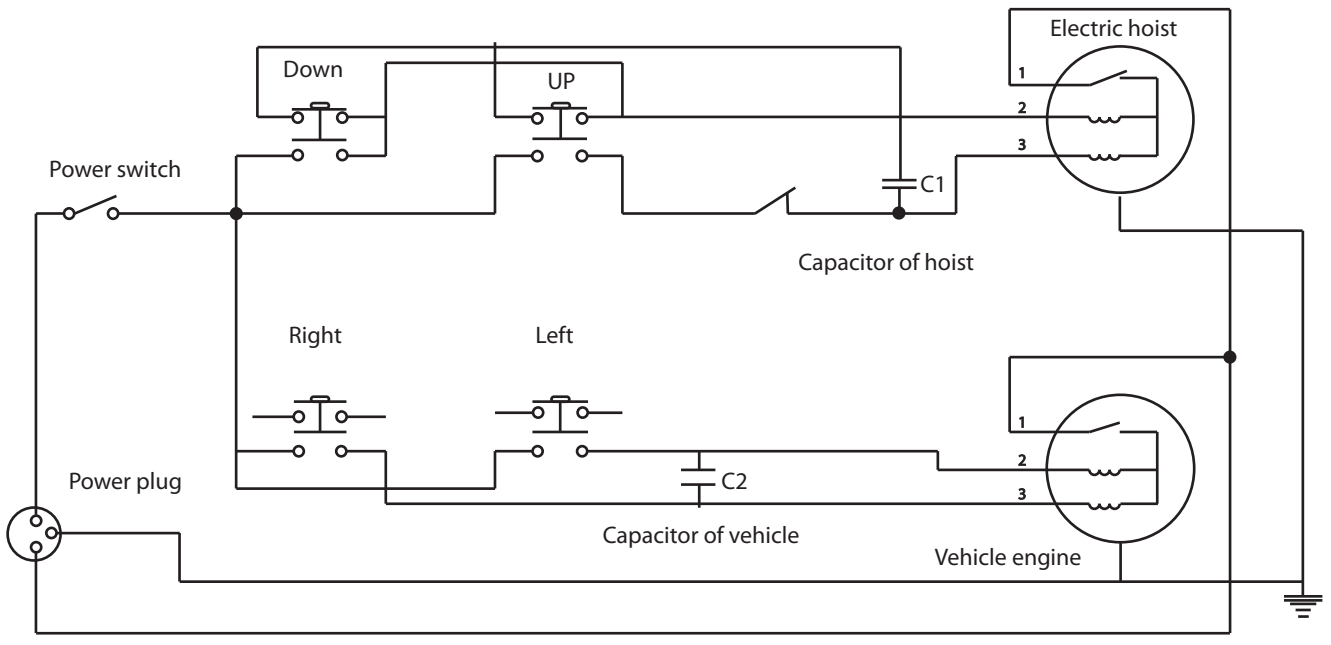 Electric hoist
Down
UP
1
2
3
Power switch
C1
Capacitor of hoist
Right
Left
1
2
3
Power plug
C2
Capacitor of vehicle
Vehicle engine